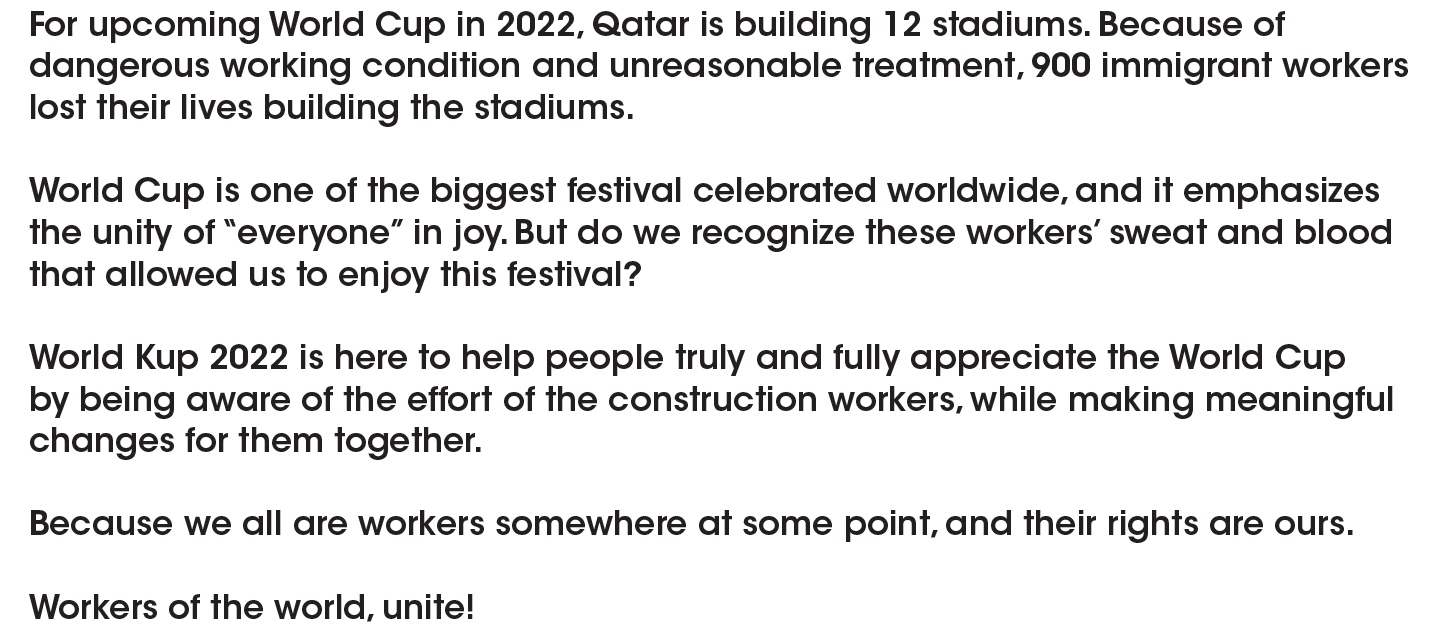 For upcoming World Cup in 2022, Qatar is building 12 stadiums. Because of
dangerous working condition and unreasonable treatment, 900 immigrant workers
lost their lives building the stadiums.
World Cup is one of the biggest festival celebrated worldwide, and it emphasizes
the unity of “everyone” in joy. But do we recognize these workers’ sweat and blood
that allowed us to enjoy this festival?
World Kup 2022 is here to help people truly and fully appreciate the World Cup
by being aware of the effort of the construction workers, while making meaningful
changes for them together.
Because we all are workers somewhere at some point, and their rights are ours.
Workers of the world, unite!